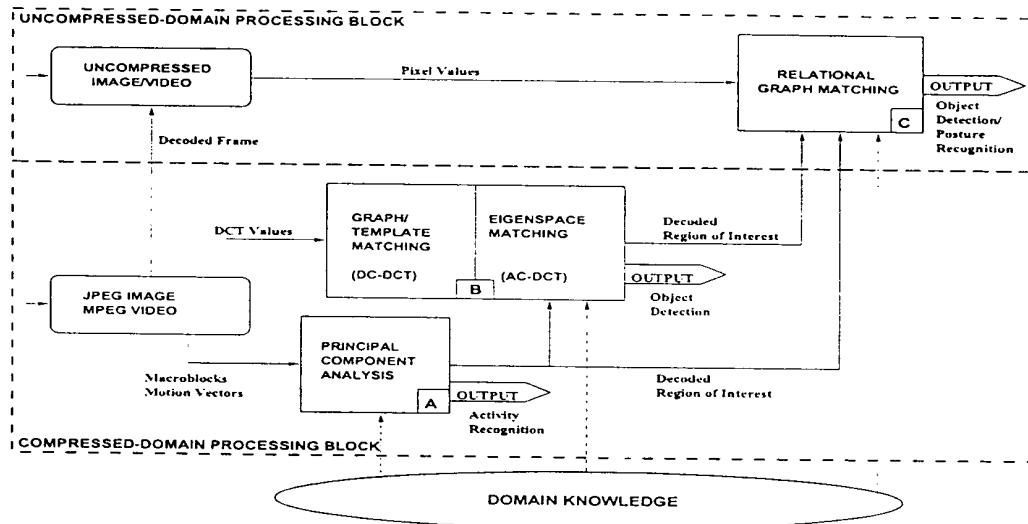 UNCOMPRESSED-DOMAIN PROCESSING BLOCK
UNCOMPRESSED
IMAGE/VIDEO
Pixel Values
RELATIONAL
GRAPH MATCHING
C
OUTPUT
Object
Detection/
Posture
Recognition
Decoded Frame
DCT Values
GRAPH/
TEMPLATE
MATCHING
(DC-DCT)
B
EIGENSPACE
MATCHING
(AC-DCT)
Decoded
Region of Interest
OUTPUT
Object
Detection
JPEG IMAGE
MPEG VIDEO
Macroblocks
Motion Vectors
PRINCIPAL
COMPONENT
ANALYSIS
A
OUTPUT
Activity
Recognition
Decoded
Region of Interest
COMPRESSED-DOMAIN PROCESSING BLOCK
DOMAIN KNOWLEDGE